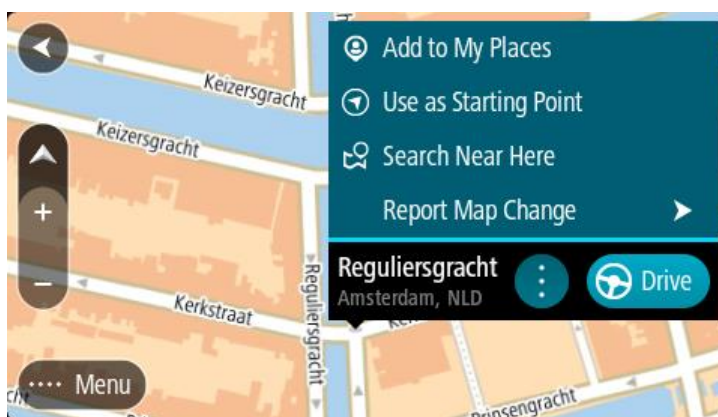 Add to My Places
Keizersgracht
Use as Starting Point
Keizersgracht
Search Near Here
+
Report Map Change
Reguliersgracht
Amsterdam, NLD
Drive
−
Reguliersgracht
Kerkstraat
Menu
Prinsengracht